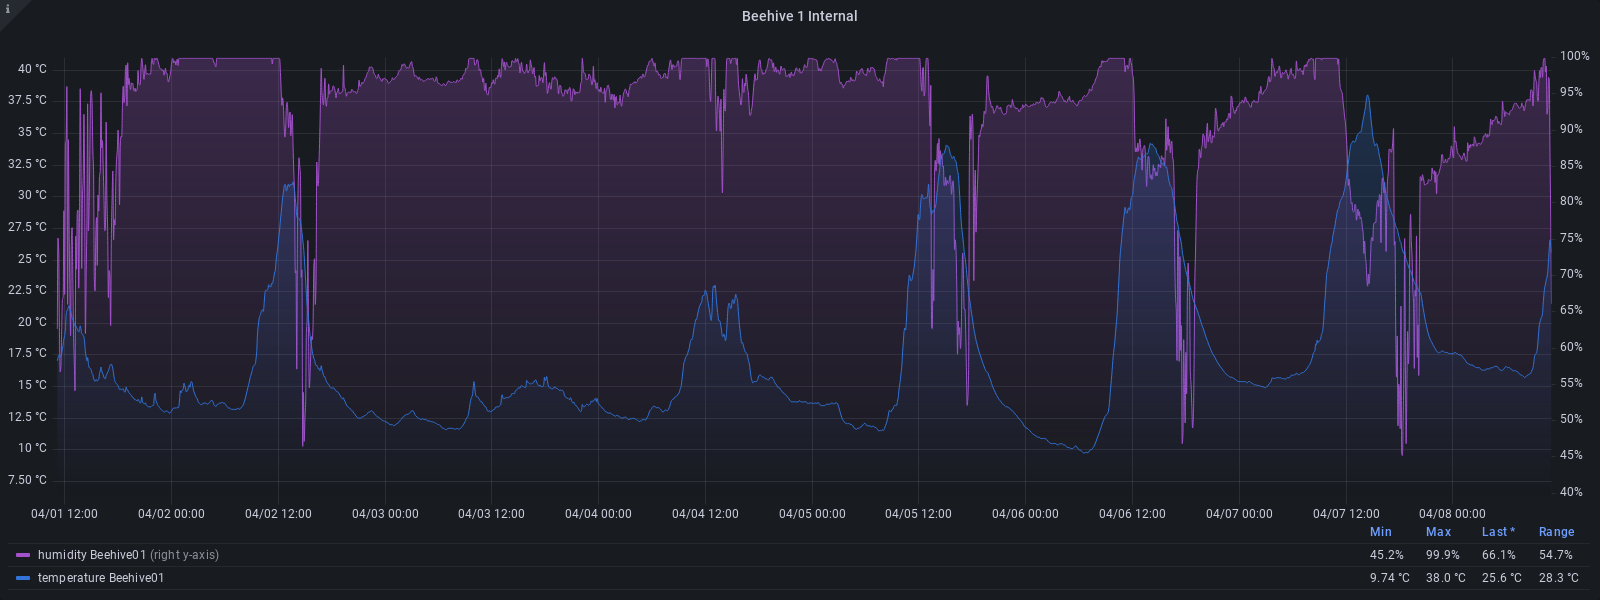 i
Beehive 1 Internal
40 °C
37.5 °C
35 °C
32.5 °C
30 °C
27.5 °C
25 °C
22.5 °C
20 °C
17.5 °C
15 °C
12.5 °C
10 °C
7.50 °C
100%
95%
90%
85%
80%
75%
70%
65%
60%
55%
50%
45%
40%
04/01 12:00 04/02 00:00 04/02 12:00 04/03 00:00 04/03 12:00 04/04 00:00 04/04 12:00 04/05 00:00 04/05 12:00 04/06 00:00 04/06 12:00 04/07 00:00 04/07 12:00 04/08 00:00
Min Max Last * Range
humidity Beehive01 (right y-axis) 45.2% 99.9% 66.1% 54.7%
temperature Beehive01 9.74 °C 38.0 °C 25.6 °C 28.3 °C